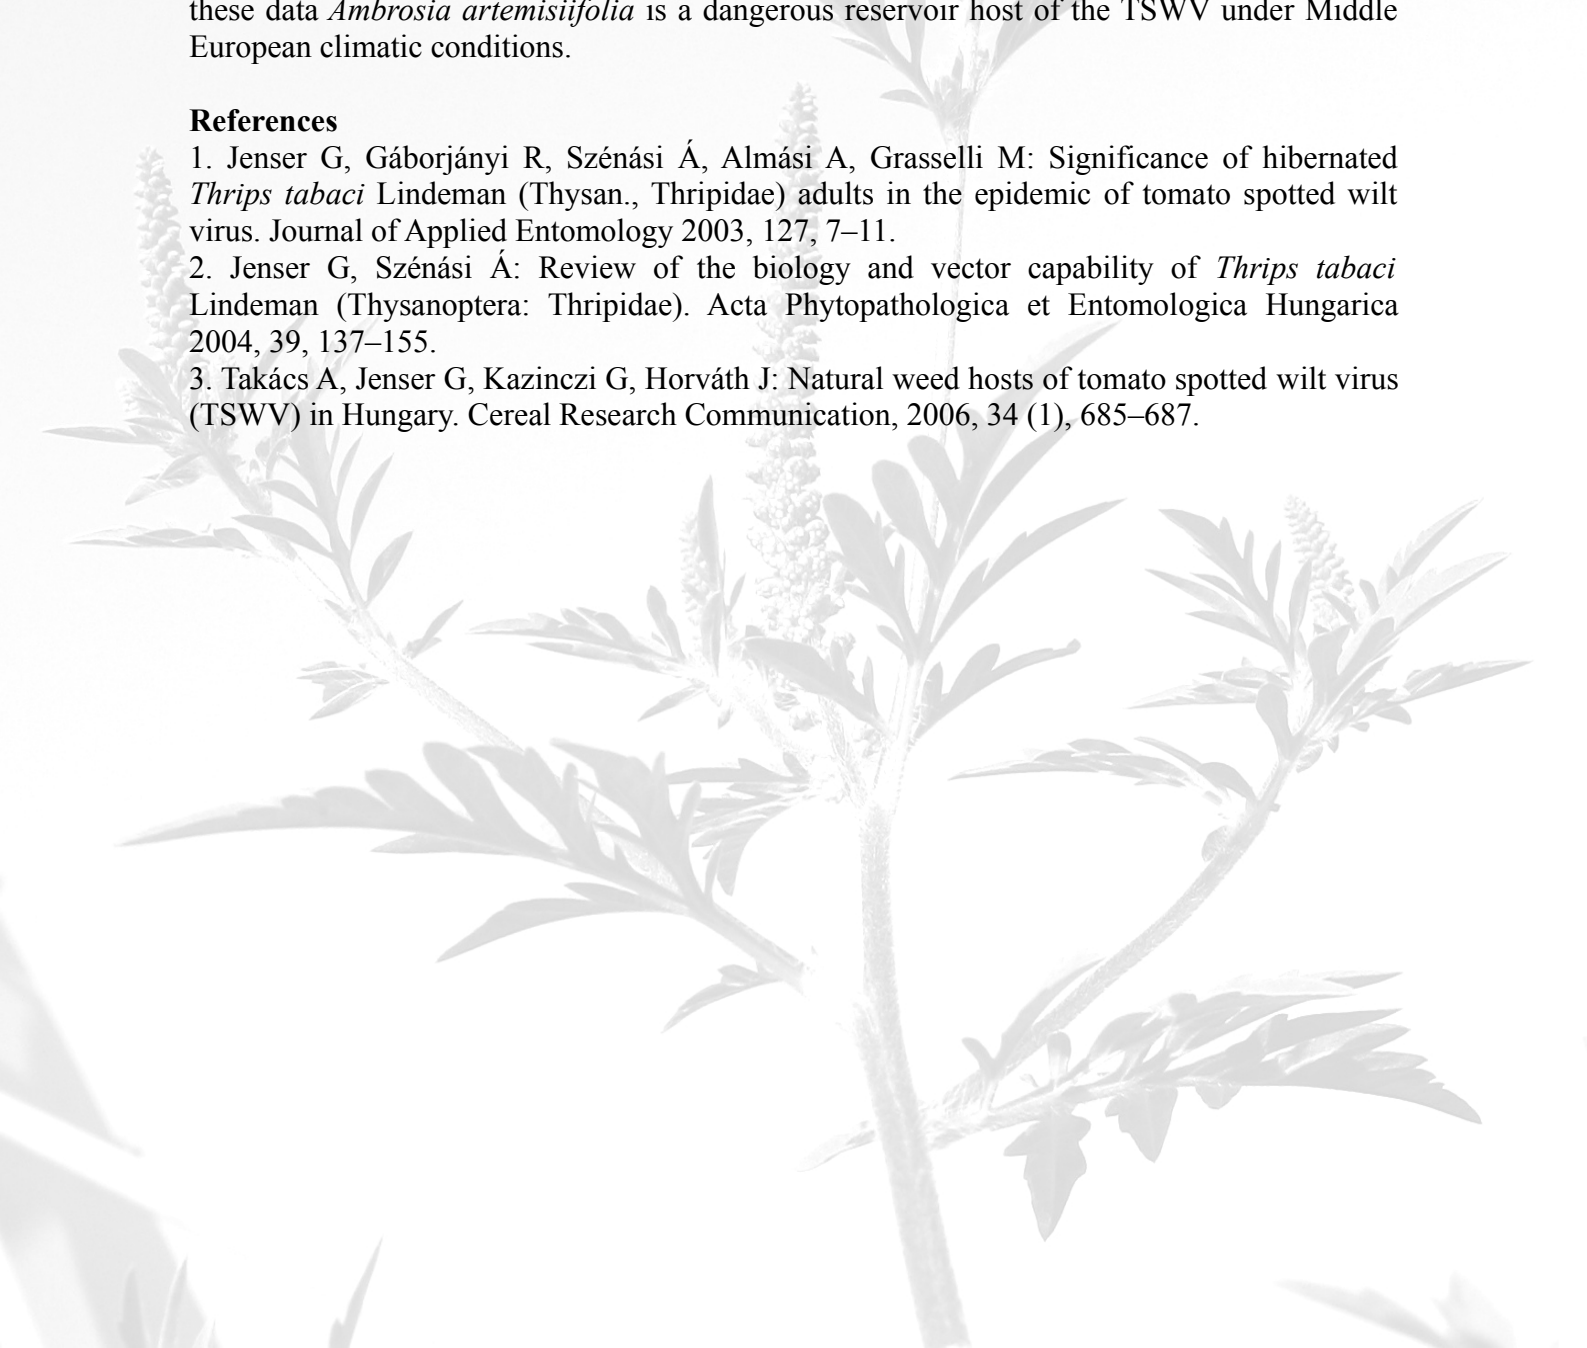 these data Ambrosia artemisiifolia is a dangerous reservoir host of the TSWV under Middle
European climatic conditions.
References
1. Jenser G, Gáborjányi R, Szénási Á, Almási A, Grasselli M: Significance of hibernated
Thrips tabaci Lindeman (Thysan., Thripidae) adults in the epidemic of tomato spotted wilt
virus. Journal of Applied Entomology 2003, 127, 7–11.
2. Jenser G, Szénási Á: Review of the biology and vector capability of Thrips tabaci
Lindeman (Thysanoptera: Thripidae). Acta Phytopathologica et Entomologica Hungarica
2004, 39, 137–155.
3. Takács A, Jenser G, Kazinczi G, Horváth J: Natural weed hosts of tomato spotted wilt virus
(TSWV) in Hungary. Cereal Research Communication, 2006, 34 (1), 685–687.